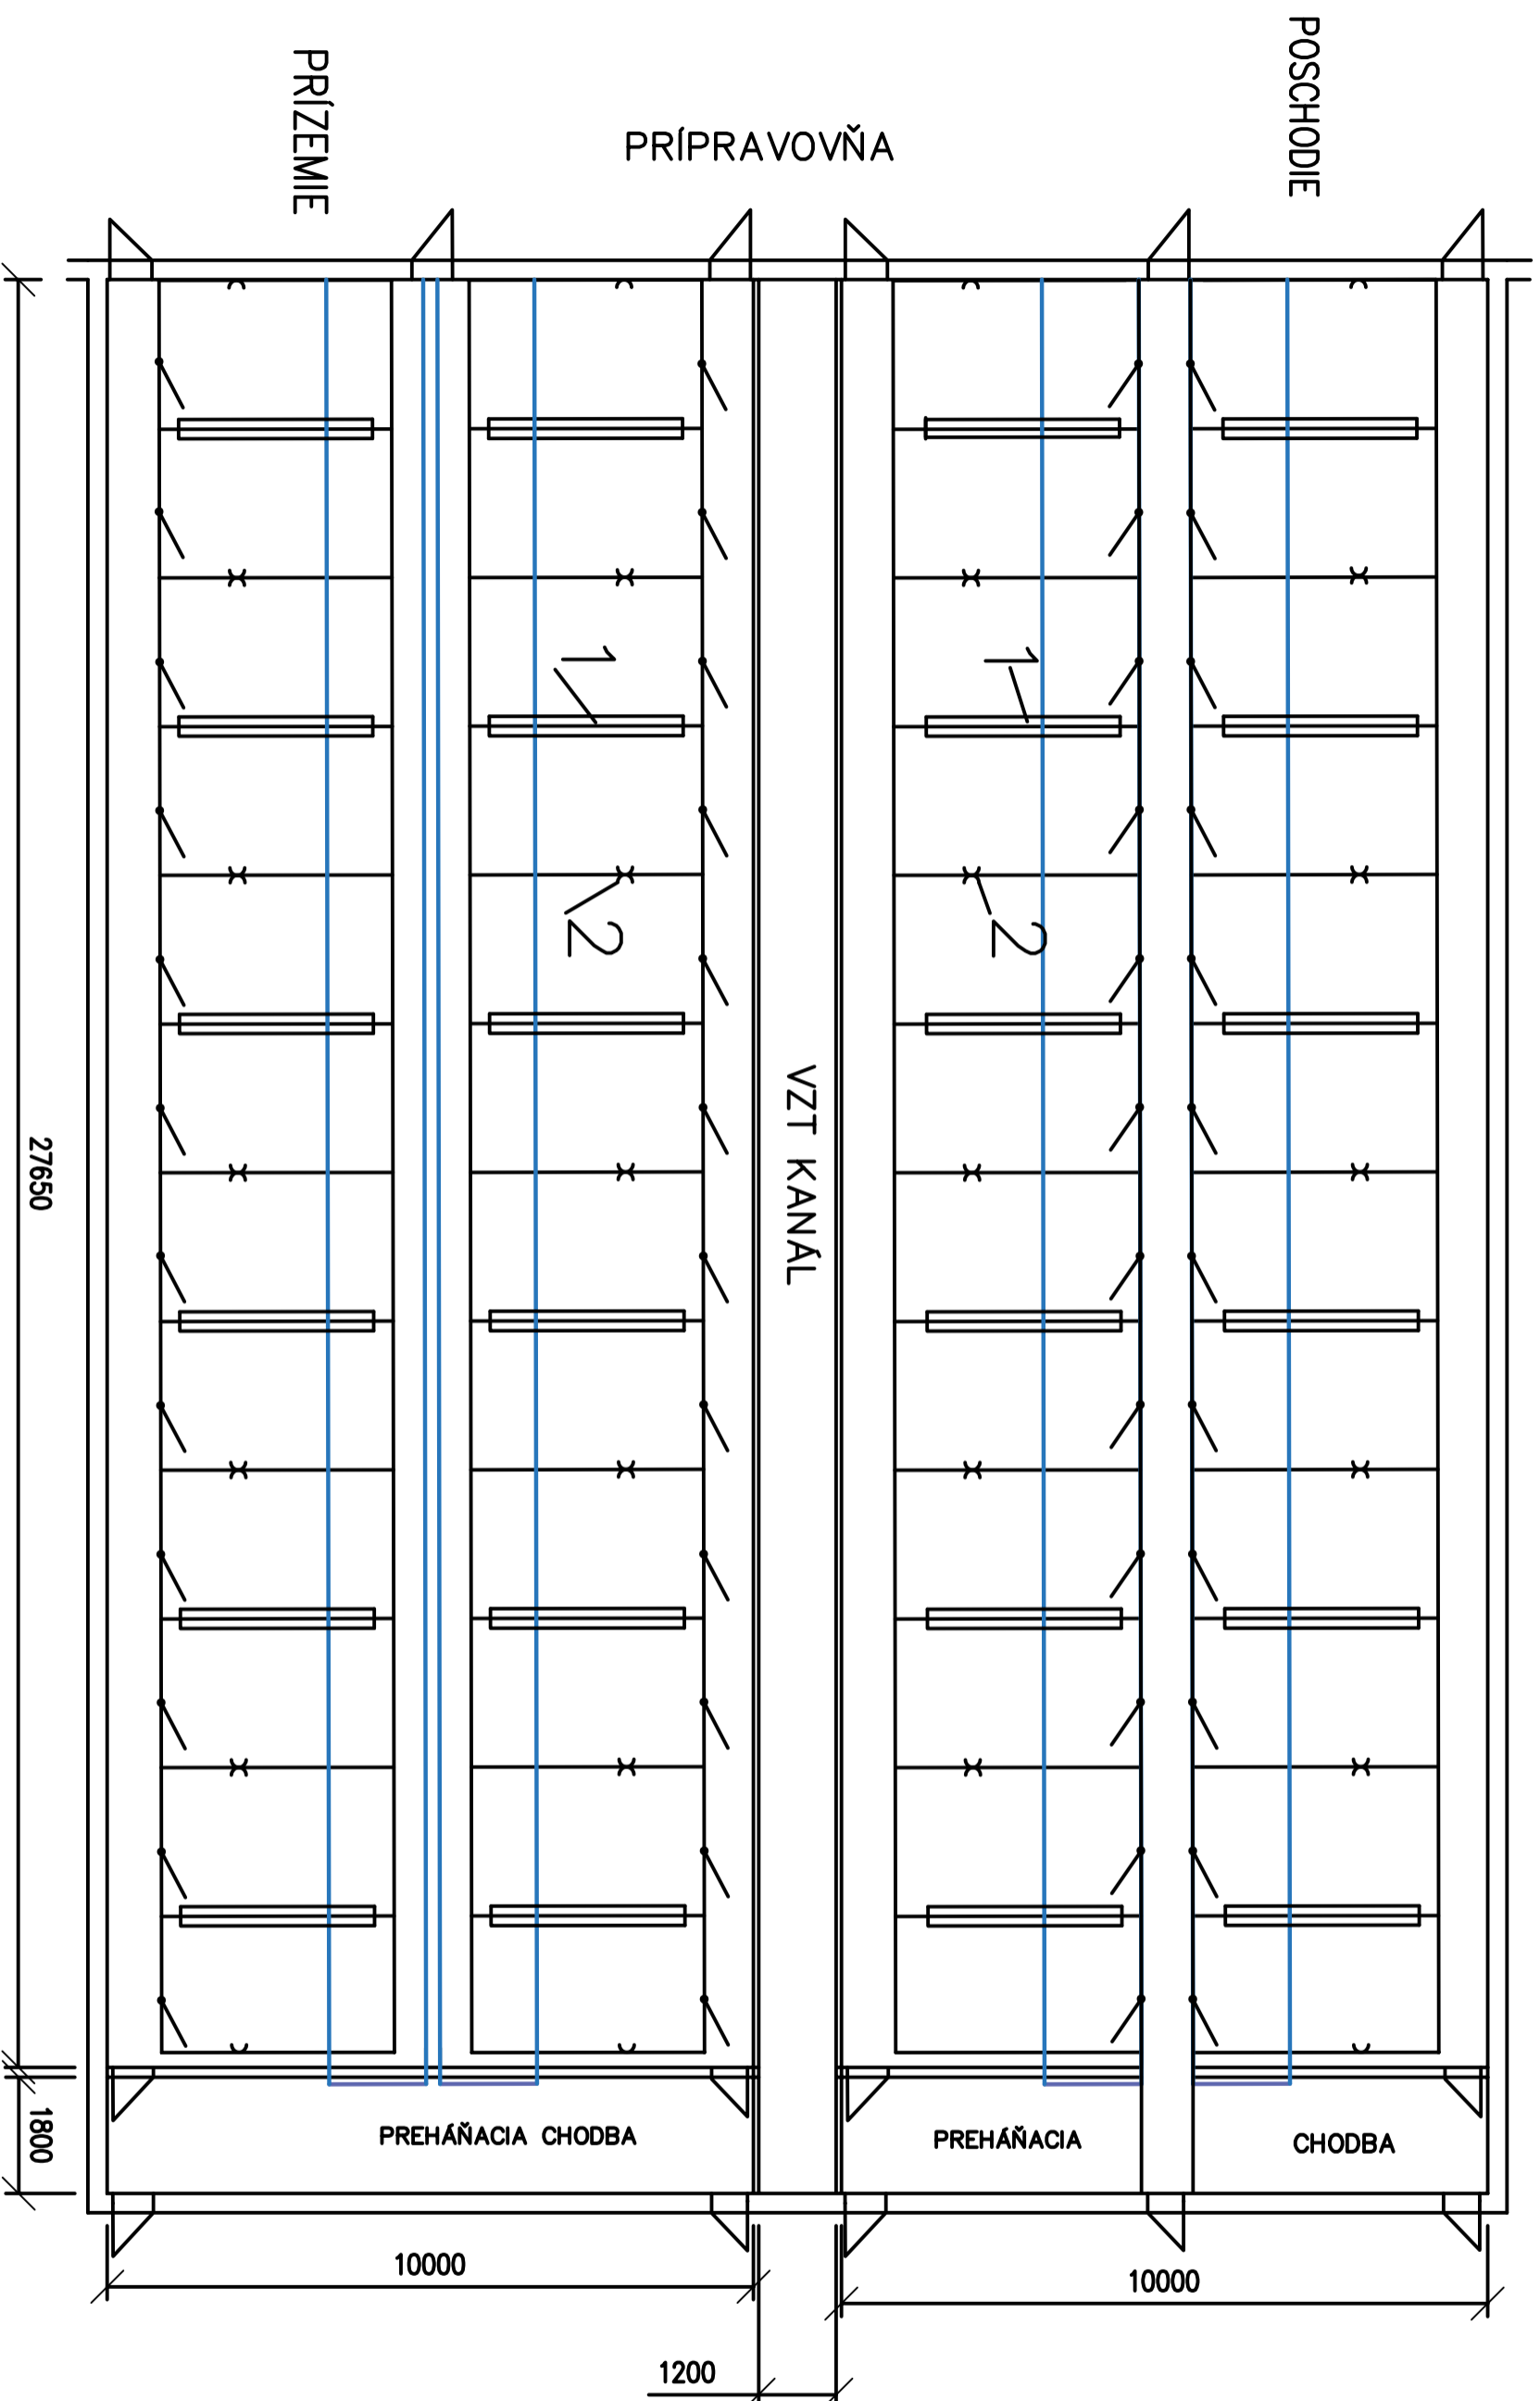 POSCHODIE
PRÍZEMIE
PRÍPRAVOVŇA
1
1
2
2
VZT KANÁL
27650
1800
PREHÁŇACIA CHODBA
PREHÁŇACIA
CHODBA
10000
10000
1200